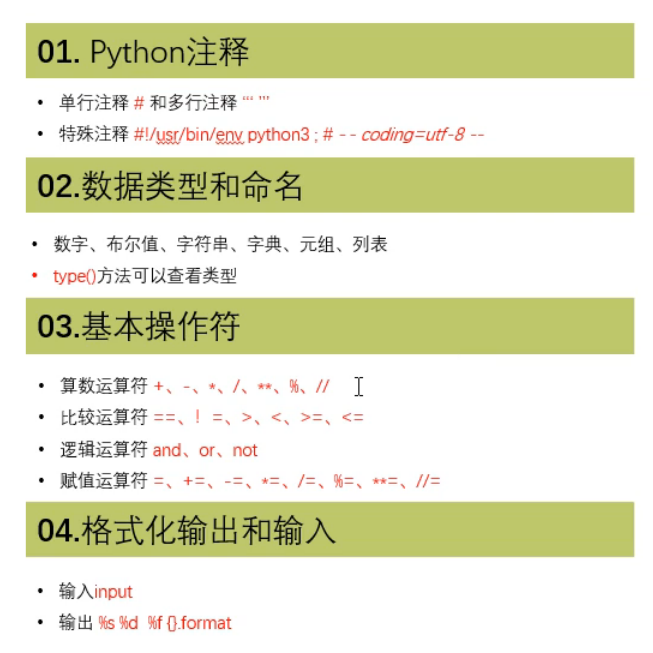 01. Python注释
• 单行注释 # 和多行注释 ‘‘‘ ’’’
• 特殊注释 #!/usr/bin/env python3 ; # -- coding=utf-8 --
02.数据类型和命名
• 数字、布尔值、字符串、字典、元组、列表
• type()方法可以查看类型
03.基本操作符
• 算数运算符 +、-、*、/、**、%、//
• 比较运算符 ==、! =、>、<、>=、<=
• 逻辑运算符 and、or、not
• 赋值运算符 =、+=、-=、*=、/=、%=、**=、//=
04.格式化输出和输入
• 输入input
• 输出 %s %d %f {}.format